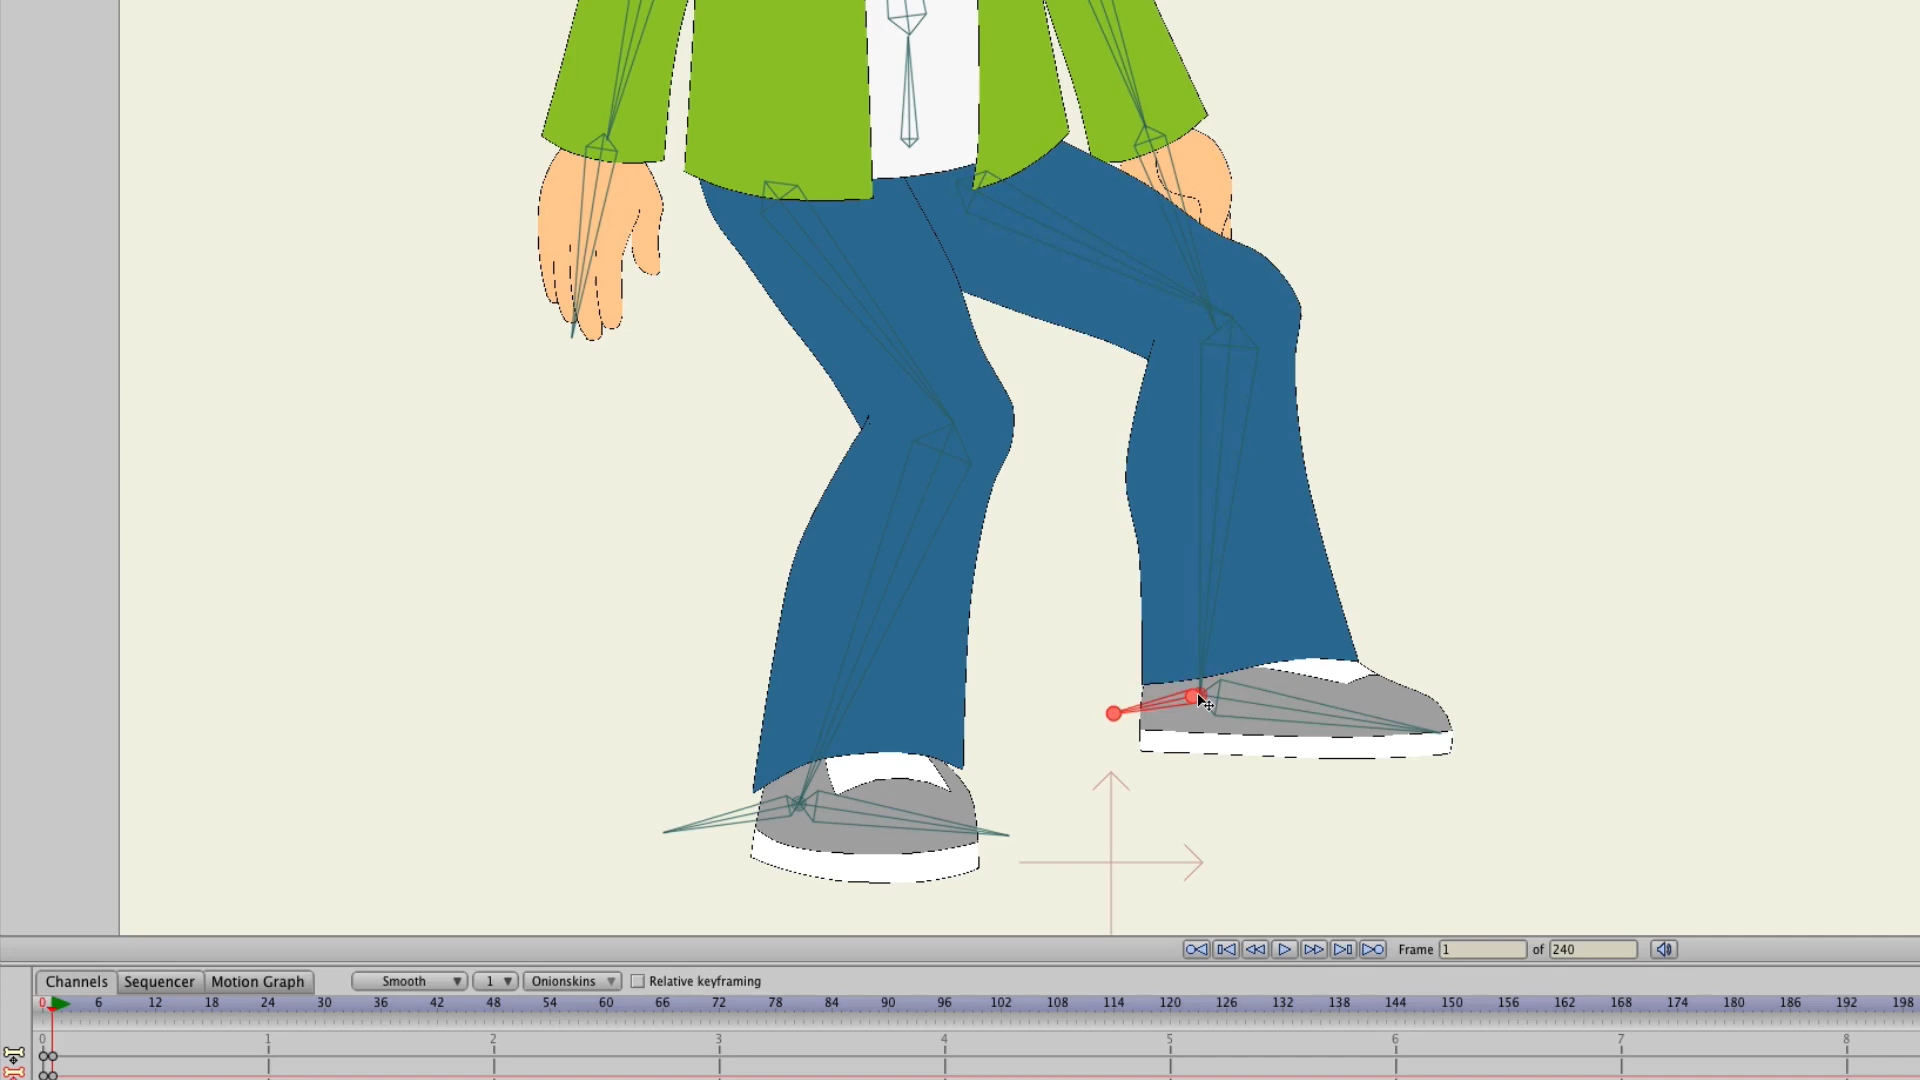 Frame 1 of 240
Channels Sequencer Motion Graph Smooth 1 Onionskins Relative keyframing
0 6 12 18 24 30 36 42 48 54 60 66 72 78 84 90 96 102 108 114 120 126 132 138 144 150 156 162 168 174 180 186 192 198
0 1 2 3 4 5 6 7 8